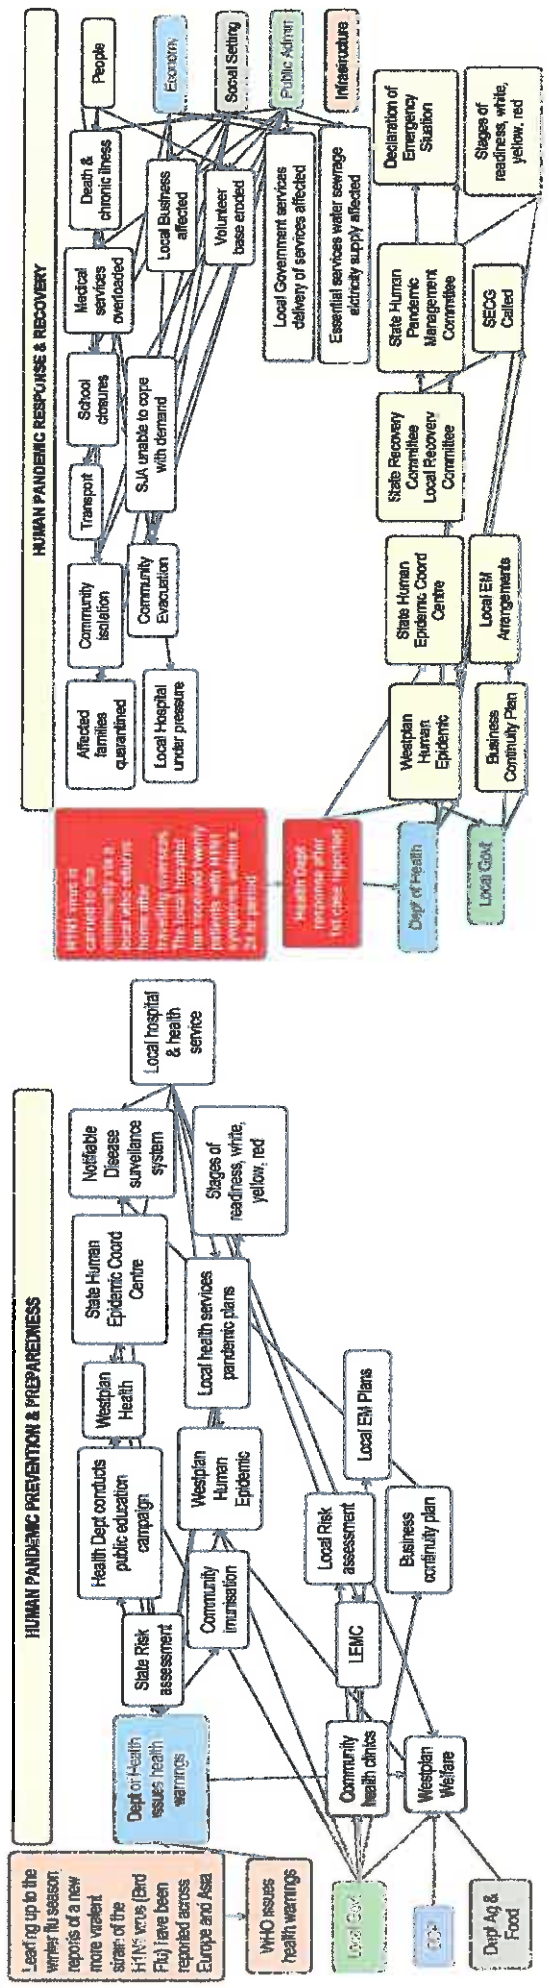 HUMAN PANDEMIC PREVENTION & PREPAREDNESS
Leading up to the
winter flu season
reports of a new
more virulent
strain of the
H1N1 virus (Bird
Flu) have been
reported across
Europe and Asia
WHO issues
health warnings
Dept of Health
issues health
warnings
State Risk
assessment
Health Dept conducts
public education
campaign
Westplan
Health
State Human
Epidemic Coord
Centre
Notifiable
Disease
surveillance
system
Local hospital
& health
service
Community
imunisation
Westplan
Human
Epidemic
Local health services
pandemic plans
Stages of
readiness, white,
yellow, red
Local Gov
Community
health clinics
LEMC
Local Risk
assessment
Local EM Plans
Business
continuity plan
Westplan
Welfare
Dept Ag &
Food
HUMAN PANDEMIC RESPONSE & RECOVERY
Health Dept
Affected
families
quarantined
Community
isolation
Transport
School
closures
Medical
services
overloaded
Death &
chronic illness
People
Local Hospital
under pressure
Community
Evacuation
SJA unable to cope
with demand
Local Business
affected
Economy
Volunteer
base eroded
Social Setting
Local Government services
delivery of services affected
Public Admin
Essential services water sewrage
elctricity supply affected
Infrastructure
Dept of Health
Local Govt
Westplan
Human
Epidemic
State Human
Epidemic Coord
Centre
State Recovery
Committee
Local Recovery
Committee
State Human
Pandemic
Management
Committee
Declaration of
Emergency
Situation
Business
Continuity Plan
Local EM
Arrangements
SECG
Called
Stages of
readiness, white,
yellow, red